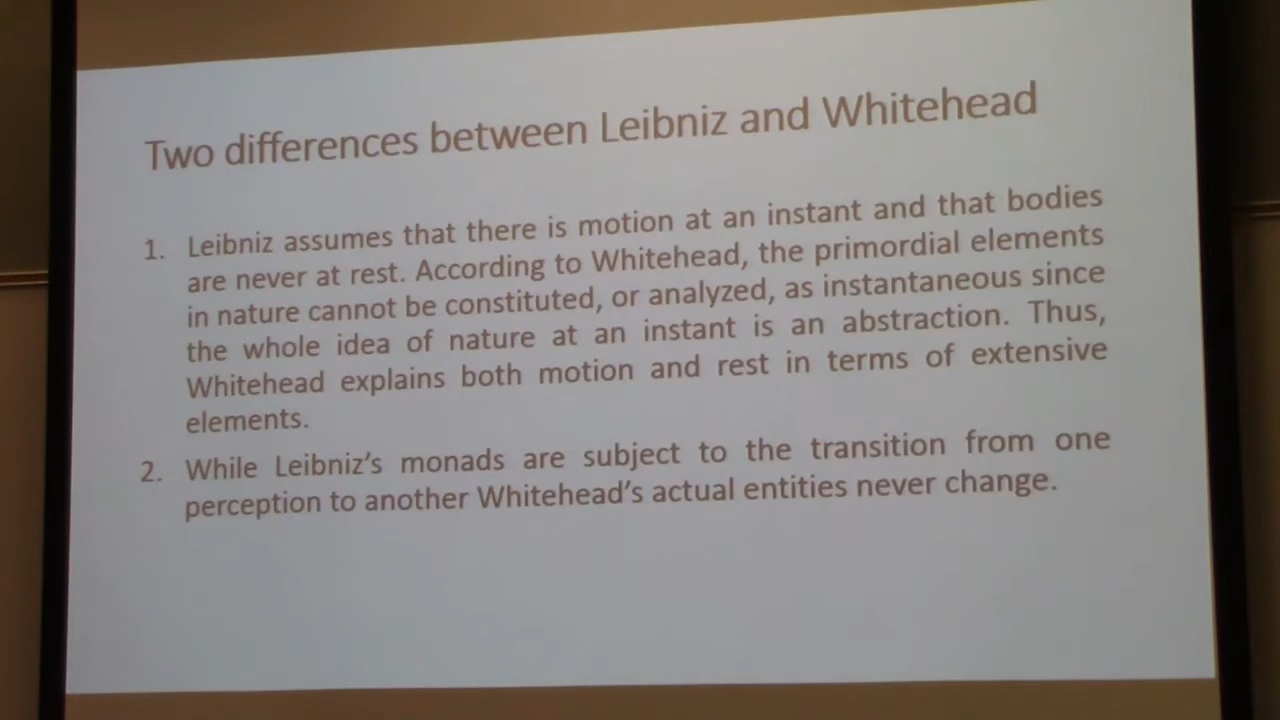 Two differences between Leibniz and Whitehead
1. Leibniz assumes that there is motion at an instant and that bodies
are never at rest. According to Whitehead, the primordial elements
in nature cannot be constituted, or analyzed, as instantaneous since
the whole idea of nature at an instant is an abstraction. Thus,
Whitehead explains both motion and rest in terms of extensive
elements.
2. While Leibniz’s monads are subject to the transition from one
perception to another Whitehead’s actual entities never change.